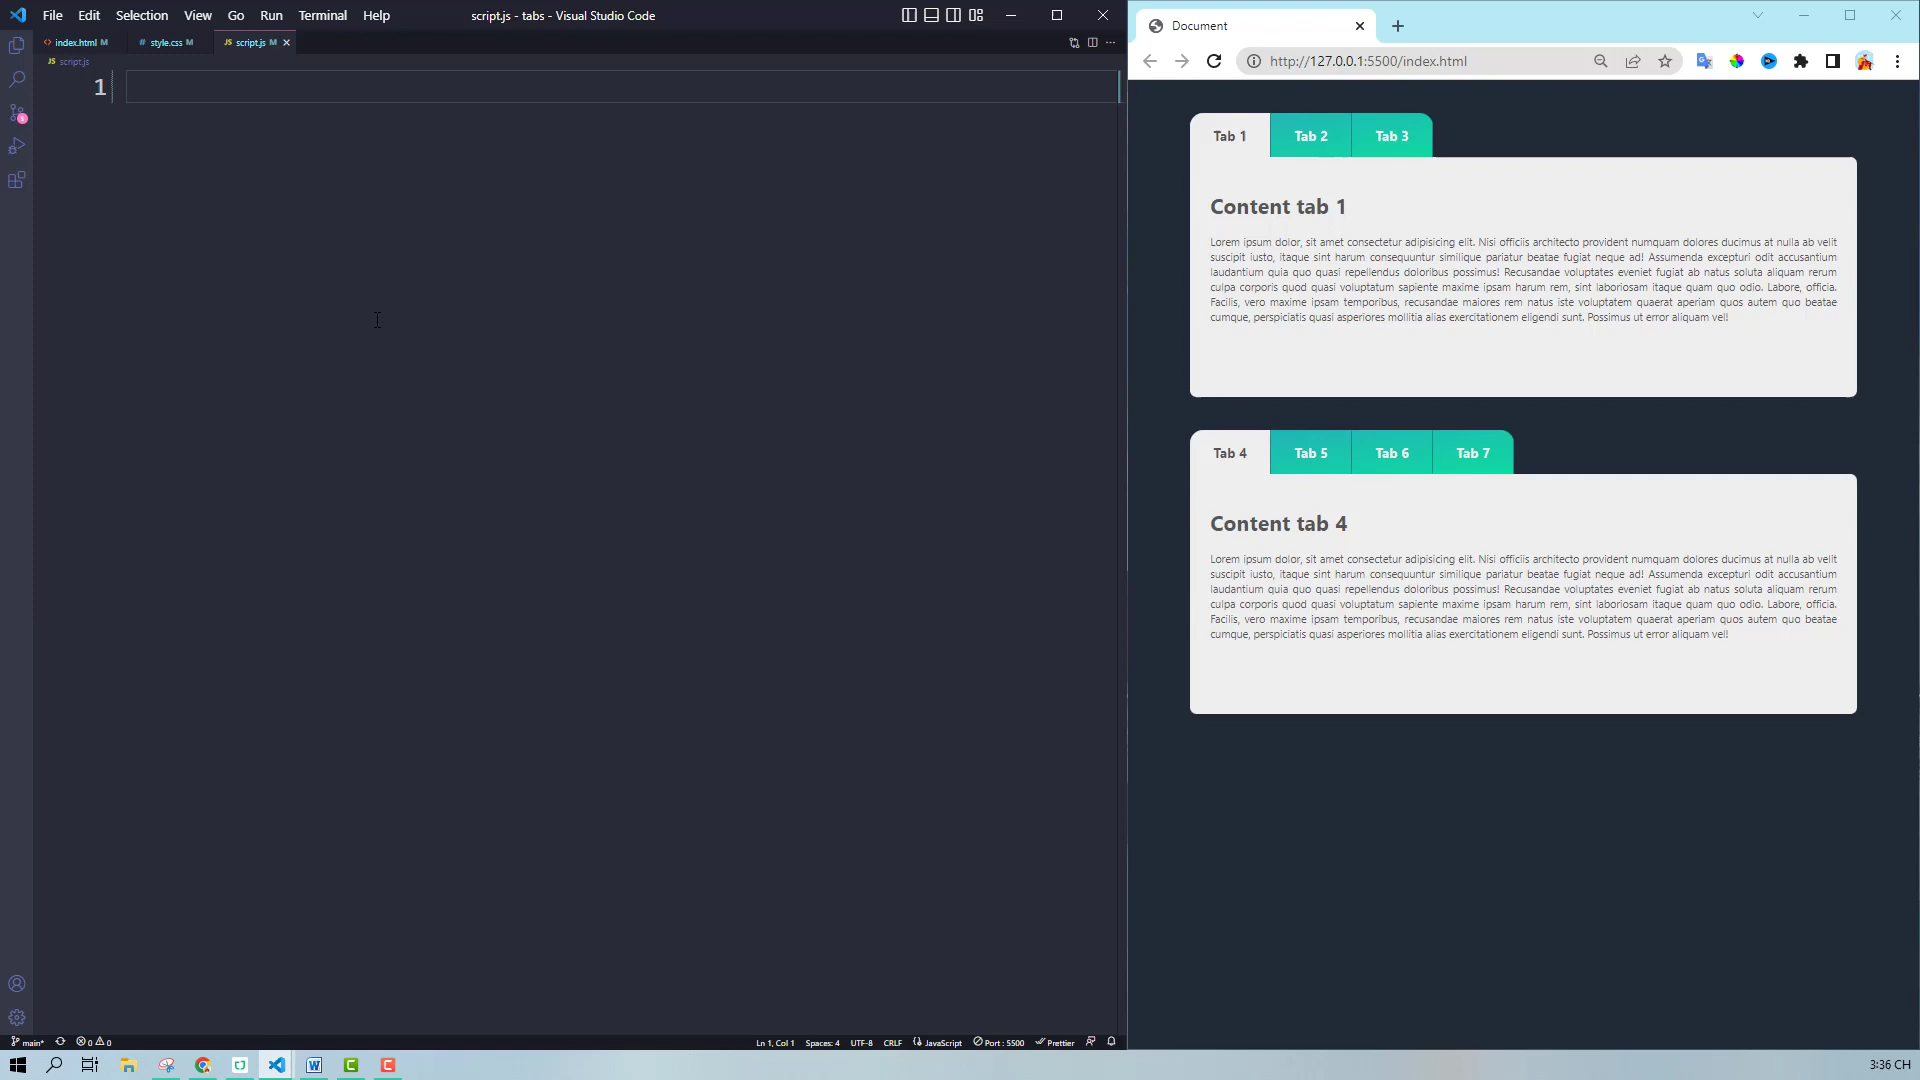 File Edit Selection View Go Run Terminal Help
script.js - tabs - Visual Studio Code
<> index.html M
# style.css M
JS script.js M
JS script.js
1
main*
0 0
Ln 1, Col 1
Spaces: 4
UTF-8
CRLF
JavaScript
Port : 5500
Prettier
Document
http://127.0.0.1:5500/index.html
Tab 1 Tab 2 Tab 3
Content tab 1
Lorem ipsum dolor, sit amet consectetur adipisicing elit. Nisi officiis architecto provident numquam dolores ducimus at nulla ab velit
suscipit iusto, itaque sint harum consequuntur similique pariatur beatae fugiat neque ad! Assumenda excepturi odit accusantium
laudantium quia quo quasi repellendus doloribus possimus! Recusandae voluptates eveniet fugiat ab natus soluta aliquam rerum
culpa corporis quod quasi voluptatum sapiente maxime ipsam harum rem, sint laboriosam itaque quam quo odio. Labore, officia.
Facilis, vero maxime ipsam temporibus, recusandae maiores rem natus iste voluptatem quaerat aperiam quos autem quo beatae
cumque, perspiciatis quasi asperiores mollitia alias exercitationem eligendi sunt. Possimus ut error aliquam vel!
Tab 4 Tab 5 Tab 6 Tab 7
Content tab 4
Lorem ipsum dolor, sit amet consectetur adipisicing elit. Nisi officiis architecto provident numquam dolores ducimus at nulla ab velit
suscipit iusto, itaque sint harum consequuntur similique pariatur beatae fugiat neque ad! Assumenda excepturi odit accusantium
laudantium quia quo quasi repellendus doloribus possimus! Recusandae voluptates eveniet fugiat ab natus soluta aliquam rerum
culpa corporis quod quasi voluptatum sapiente maxime ipsam harum rem, sint laboriosam itaque quam quo odio. Labore, officia.
Facilis, vero maxime ipsam temporibus, recusandae maiores rem natus iste voluptatem quaerat aperiam quos autem quo beatae
cumque, perspiciatis quasi asperiores mollitia alias exercitationem eligendi sunt. Possimus ut error aliquam vel!
3:36 CH